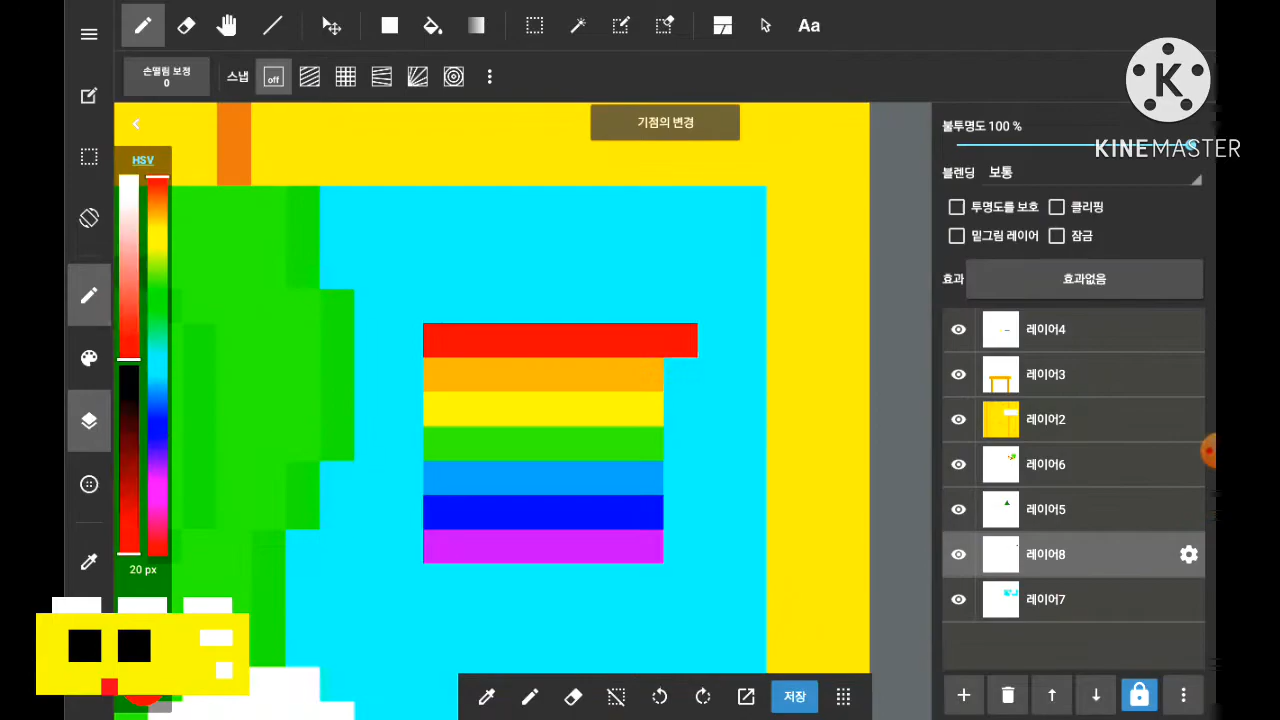 Aa
손떨림 보정
0
스냅
off
기점의 변경
K
KINEMASTER
불투명도 100 %
블렌딩 보통
투명도를 보호
클리핑
밑그림 레이어
잠금
효과
효과없음
HSV
20 px
레이어4
레이어3
레이어2
레이어6
레이어5
레이어8
레이어7
저장